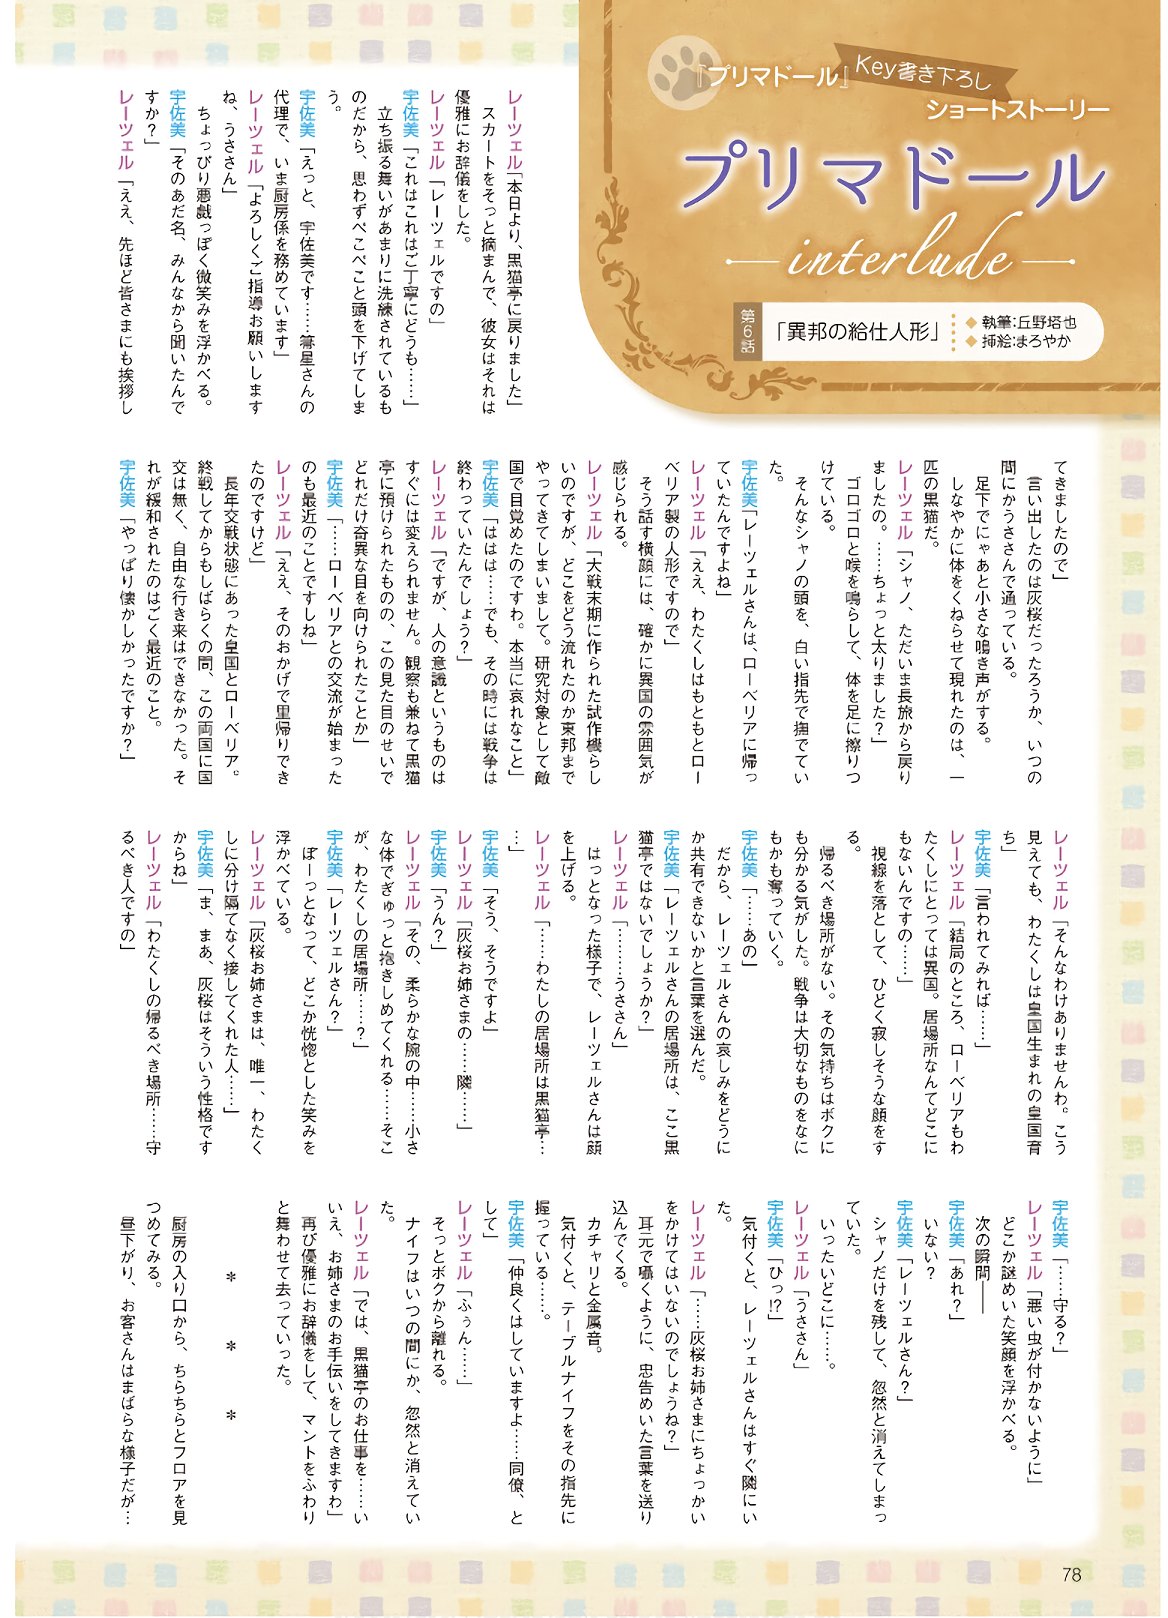 『プリマドール』Key書き下ろし
ショートストーリー
プリマドール
interlude
第6話
「異邦の給仕人形」
◆執筆:丘野塔也
◆挿絵:まろやか
レーツェル「本日より、黒猫亭に戻りました」
スカートをそっと摘まんで、彼女はそれは
優雅にお辞儀をした。
レーツェル「レーツェルですの」
宇佐美「これはこれはご丁寧にどうも……」
立ち振る舞いがあまりに洗練されているも
のだから、思わずぺこぺこと頭を下げてしま
う。
宇佐美「えっと、宇佐美です……箒星さんの
代理で、いま厨房係を務めています」
レーツェル「よろしくご指導お願いします
ね、うささん」
ちょっぴり悪戯っぽく微笑みを浮かべる。
宇佐美「そのあだ名、みんなから聞いたんで
すか？」
レーツェル「ええ、先ほど皆さまにも挨拶し
てきましたので」
言い出したのは灰桜だったろうか、いつの
間にかうささんで通っている。
足下でにゃあと小さな鳴き声がする。
しなやかに体をくねらせて現れたのは、一
匹の黒猫だ。
レーツェル「シャノ、ただいま長旅から戻り
ましたの。……ちょっと太りました？」
ゴロゴロと喉を鳴らして、体を足に擦りつ
けている。
そんなシャノの頭を、白い指先で撫でてい
た。
宇佐美「レーツェルさんは、ローベリアに帰っ
ていたんですよね」
レーツェル「ええ、わたくしはもともとロー
ベリア製の人形ですので」
そう話す横顔には、確かに異国の雰囲気が
感じられる。
レーツェル「大戦末期に作られた試作機らし
いのですが、どこをどう流れたのか東邦まで
やってきてしまいまして。研究対象として敵
国で目覚めたのですわ。本当に哀れなこと」
宇佐美「ははは……でも、その時には戦争は
終わっていたんでしょう？」
レーツェル「ですが、人の意識というものは
すぐには変えられません。観察も兼ねて黒猫
亭に預けられたものの、この見た目のせいで
どれだけ奇異な目を向けられたことか」
宇佐美「……ローベリアとの交流が始まった
のも最近のことですしね」
レーツェル「ええ、そのおかげで里帰りでき
たのですけど」
長年交戦状態にあった皇国とローベリア。
終戦してからもしばらくの間、この両国に国
交は無く、自由な行き来はできなかった。そ
れが緩和されたのはごく最近のこと。
宇佐美「やっぱり懐かしかったですか？」
レーツェル「そんなわけありませんわ。こう
見えても、わたくしは皇国生まれの皇国育
ち」
宇佐美「言われてみれば……」
レーツェル「結局のところ、ローベリアもわ
たくしにとっては異国。居場所なんてどこに
もないんですの……」
視線を落として、ひどく寂しそうな顔をす
る。
帰るべき場所がない。その気持ちはボクに
も分かる気がした。戦争は大切なものをなに
もかも奪っていく。
宇佐美「……あの」
だから、レーツェルさんの哀しみをどうに
か共有できないかと言葉を選んだ。
宇佐美「レーツェルさんの居場所は、ここ黒
猫亭ではないでしょうか？」
レーツェル「………うささん」
はっとなった様子で、レーツェルさんは顔
を上げる。
レーツェル「……わたしの居場所は黒猫亭…
…」
宇佐美「そう、そうですよ」
レーツェル「灰桜お姉さまの……隣……」
宇佐美「うん？」
レーツェル「その、柔らかな腕の中……小さ
な体でぎゅっと抱きしめてくれる……そこ
が、わたくしの居場所……？」
宇佐美「レーツェルさん？」
ぼーっとなって、どこか恍惚とした笑みを
浮かべている。
レーツェル「灰桜お姉さまは、唯一、わたく
しに分け隔てなく接してくれた人……」
宇佐美「ま、まあ、灰桜はそういう性格です
からね」
レーツェル「わたくしの帰るべき場所……守
るべき人ですの」
宇佐美「……守る？」
レーツェル「悪い虫が付かないように」
どこか謎めいた笑顔を浮かべる。
次の瞬間――
宇佐美「あれ？」
いない？
宇佐美「レーツェルさん？」
シャノだけを残して、忽然と消えてしまっ
ていた。
いったいどこに……。
レーツェル「うささん」
宇佐美「ひっ!?」
気付くと、レーツェルさんはすぐ隣にい
た。
レーツェル「……灰桜お姉さまにちょっかい
をかけてはいないのでしょうね？」
耳元で囁くように、忠告めいた言葉を送り
込んでくる。
カチャリと金属音。
気付くと、テーブルナイフをその指先に
握っている……。
宇佐美「仲良くはしていますよ……同僚、と
して」
レーツェル「ふぅん……」
そっとボクから離れる。
ナイフはいつの間にか、忽然と消えてい
た。
レーツェル「では、黒猫亭のお仕事を……い
いえ、お姉さまのお手伝いをしてきますわ」
再び優雅にお辞儀をして、マントをふわり
と舞わせて去っていった。
＊　＊　＊
厨房の入り口から、ちらちらとフロアを見
つめてみる。
昼下がり、お客さんはまばらな様子だが…
78